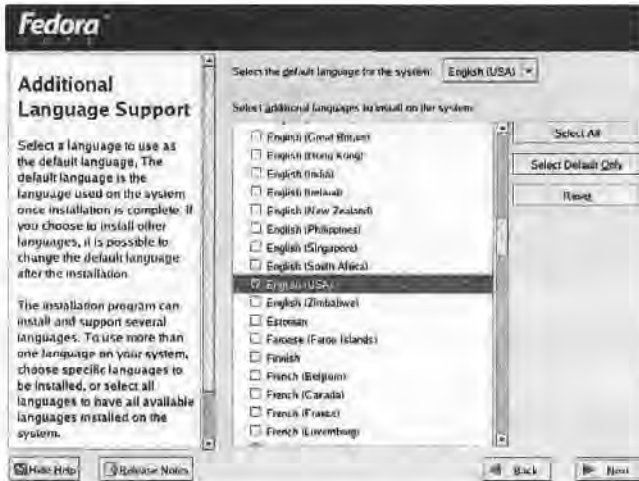 Fedora
Additional
Language Support
Select a language to use as
the default language. The
default language is the
language used on the system
once installation is complete. If
you choose to install other
languages, it is possible to
change the default language
after the installation.
The installation program can
install and support several
languages. To use more than
one language on your system,
choose specific languages to
be installed, or select all
languages to have all available
languages installed on the
system.
Select the default language for the system: English (USA)
Select additional languages to install on the system:
English (Great Britain)
English (Hong Kong)
English (India)
English (Ireland)
English (New Zealand)
English (Philippines)
English (Singapore)
English (South Africa)
English (USA)
English (Zimbabwe)
Estonian
Faroese (Faroe Islands)
Finnish
French (Belgium)
French (Canada)
French (France)
French (Luxemburg)
Select All
Select Default Only
Reset
Hide Help
Release Notes
Back
Next